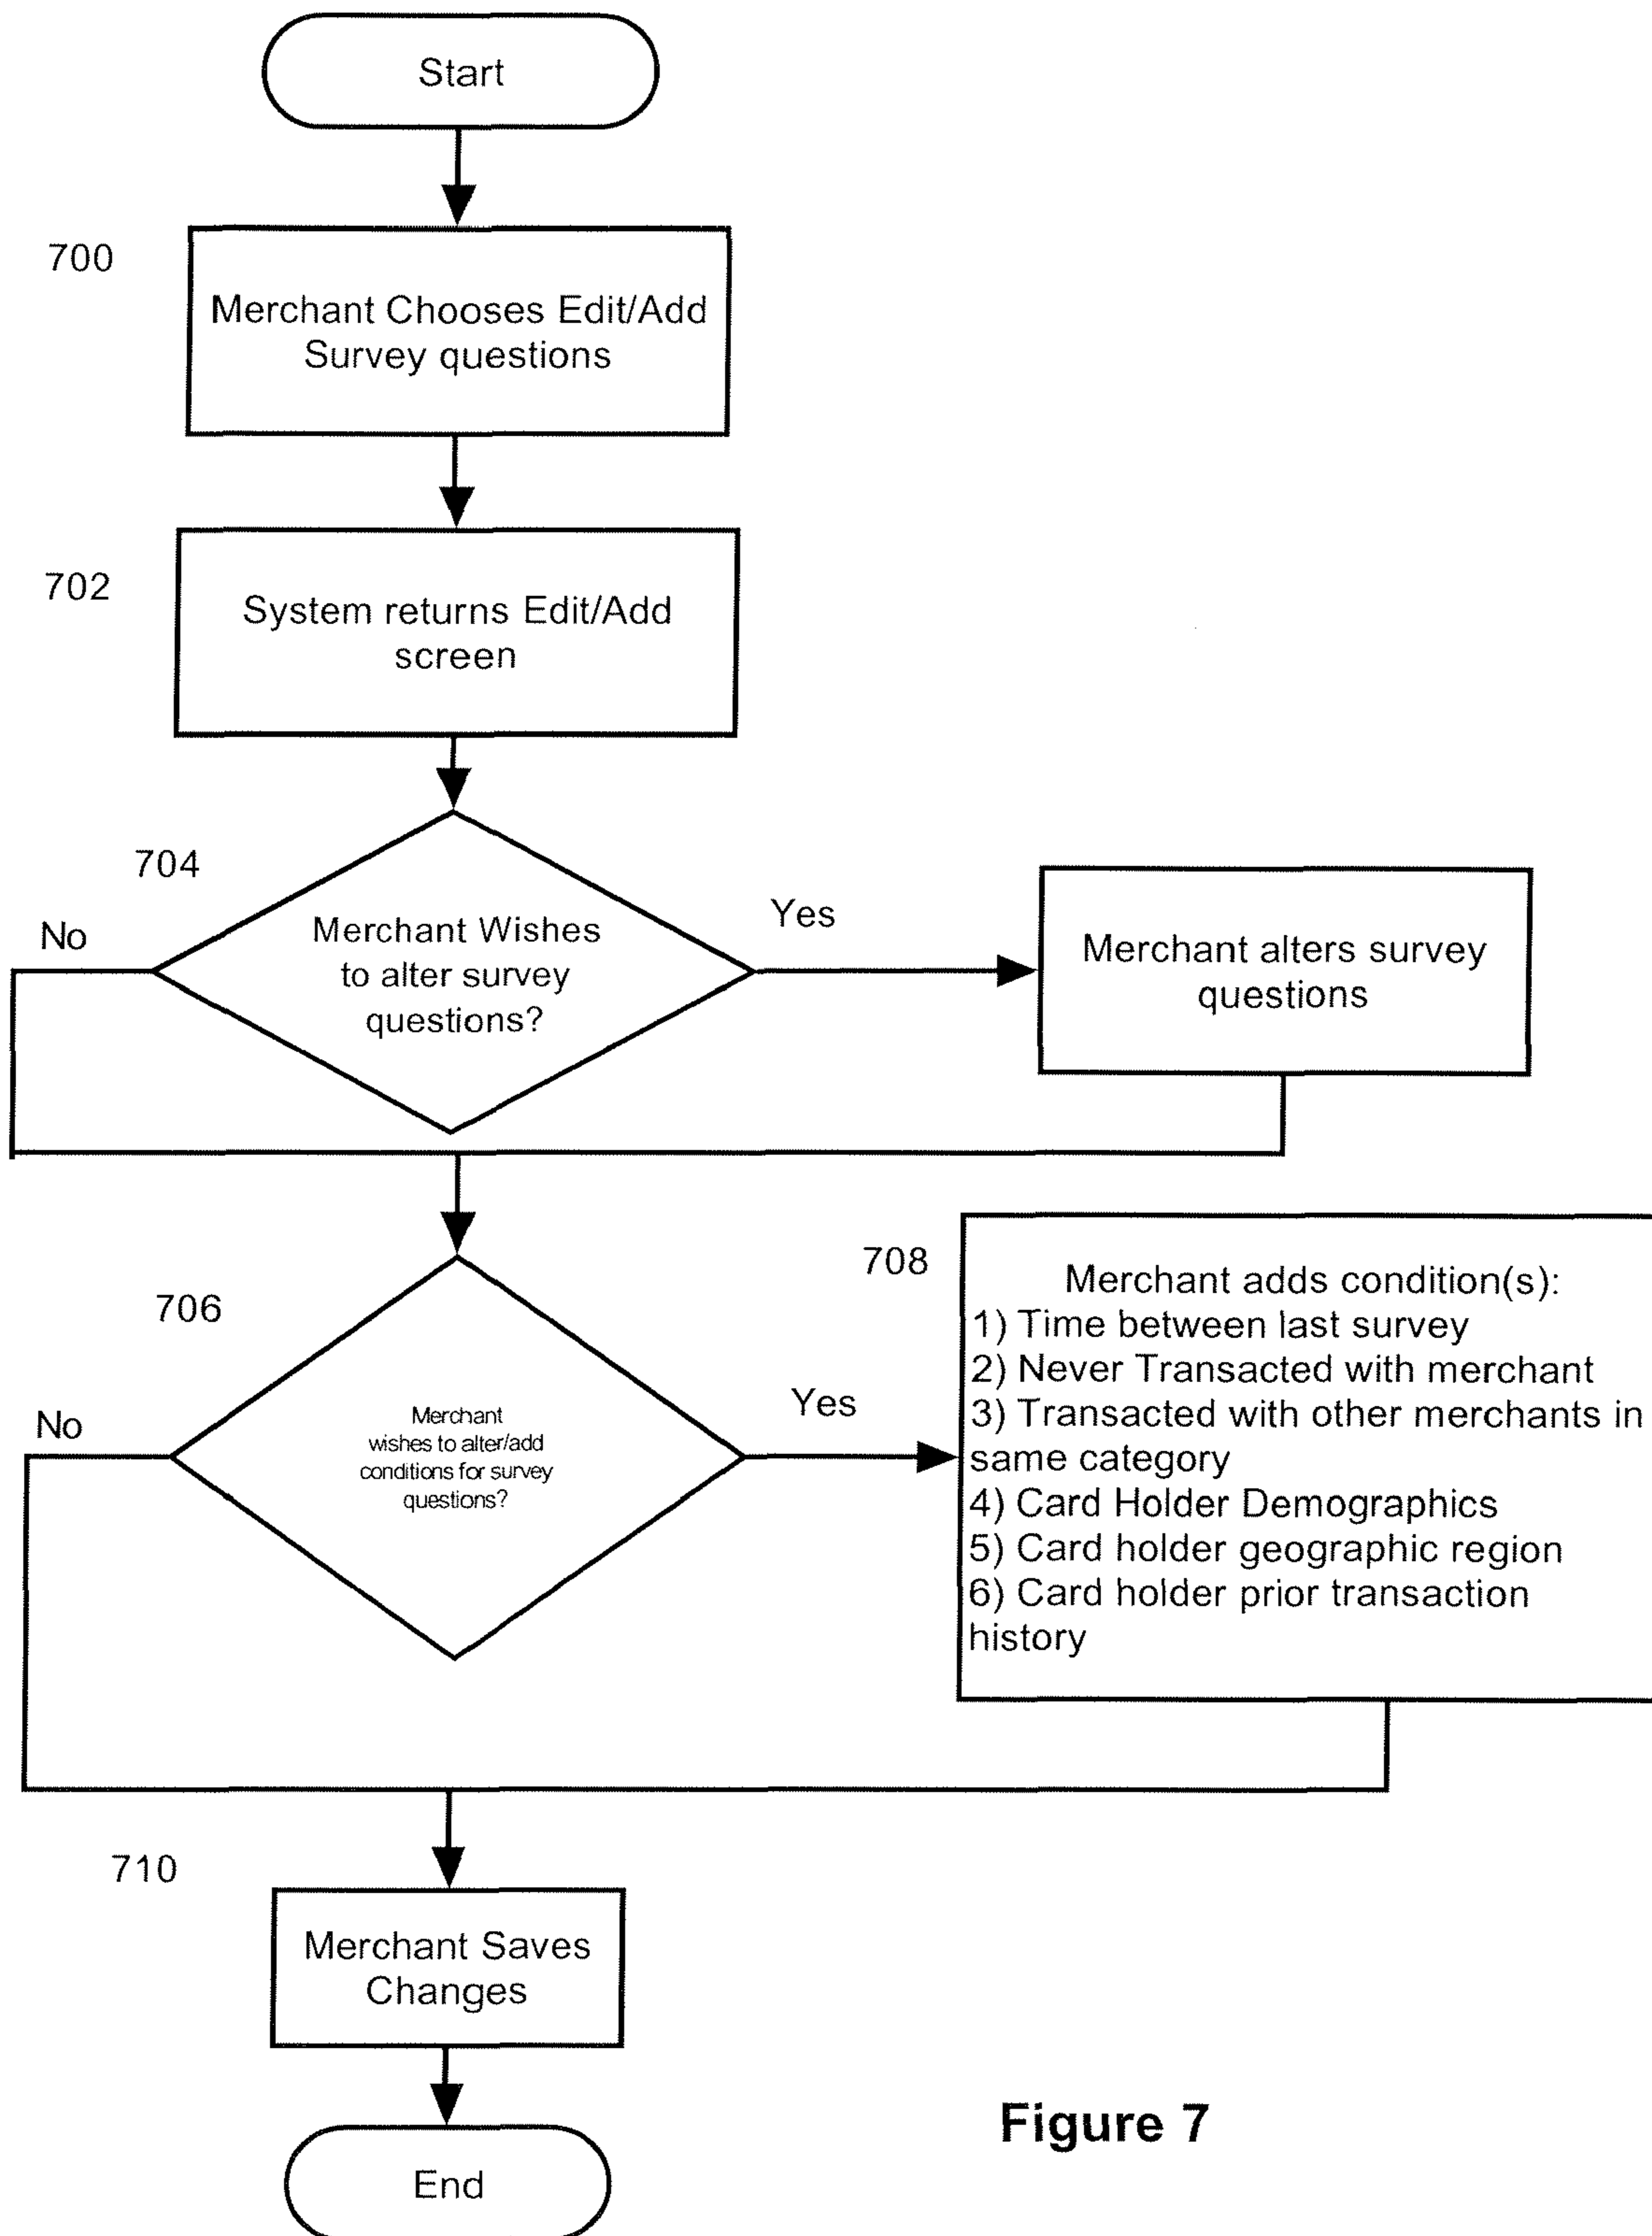 Start
700
Merchant Chooses Edit/Add
Survey questions
702
System returns Edit/Add
screen
704
No
Merchant Wishes
to alter survey
questions?
Yes
Merchant alters survey
questions
706
No
Merchant
wishes to alter/add
conditions for survey
questions?
Yes
708
Merchant adds condition(s):
1) Time between last survey
2) Never Transacted with merchant
3) Transacted with other merchants in
same category
4) Card Holder Demographics
5) Card holder geographic region
6) Card holder prior transaction
history
710
Merchant Saves
Changes
End
Figure 7